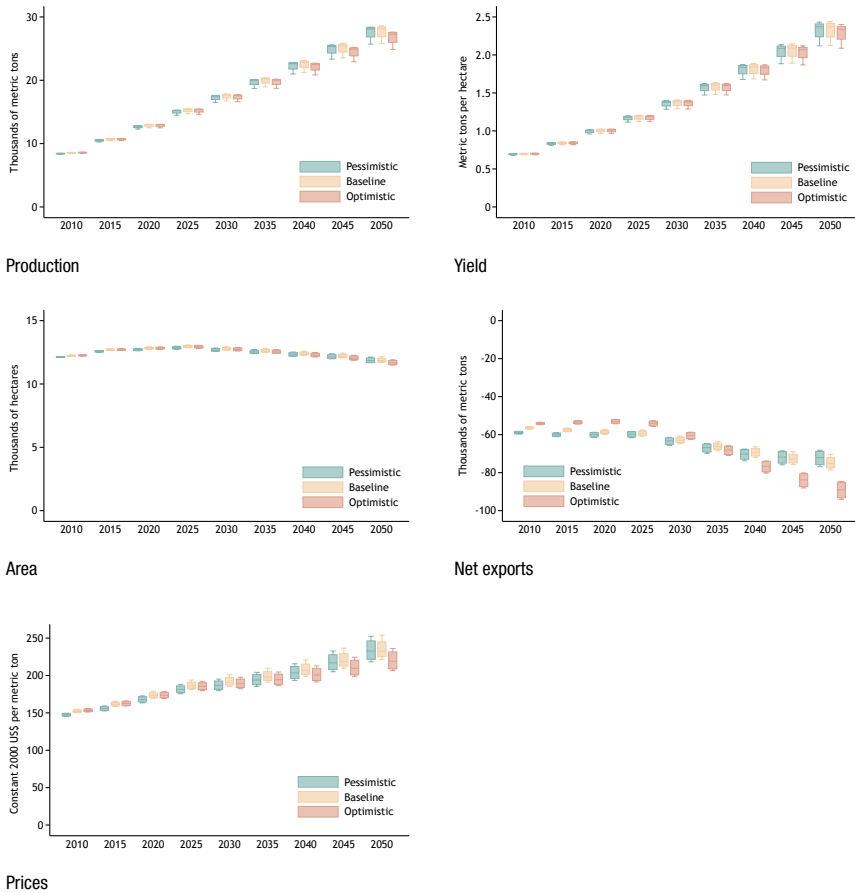 Thousands of metric tons
30
20
10
0
Pessimistic
Baseline
Optimistic
2010 2015 2020 2025 2030 2035 2040 2045 2050
Production
Metric tons per hectare
2.5
2.0
1.5
1.0
0.5
0
Pessimistic
Baseline
Optimistic
2010 2015 2020 2025 2030 2035 2040 2045 2050
Yield
Thousands of hectares
15
10
5
0
Pessimistic
Baseline
Optimistic
2010 2015 2020 2025 2030 2035 2040 2045 2050
Area
Thousands of metric tons
0
-20
-40
-60
-80
-100
Pessimistic
Baseline
Optimistic
2010 2015 2020 2025 2030 2035 2040 2045 2050
Net exports
Constant 2000 US$ per metric ton
250
200
150
100
50
0
Pessimistic
Baseline
Optimistic
2010 2015 2020 2025 2030 2035 2040 2045 2050
Prices